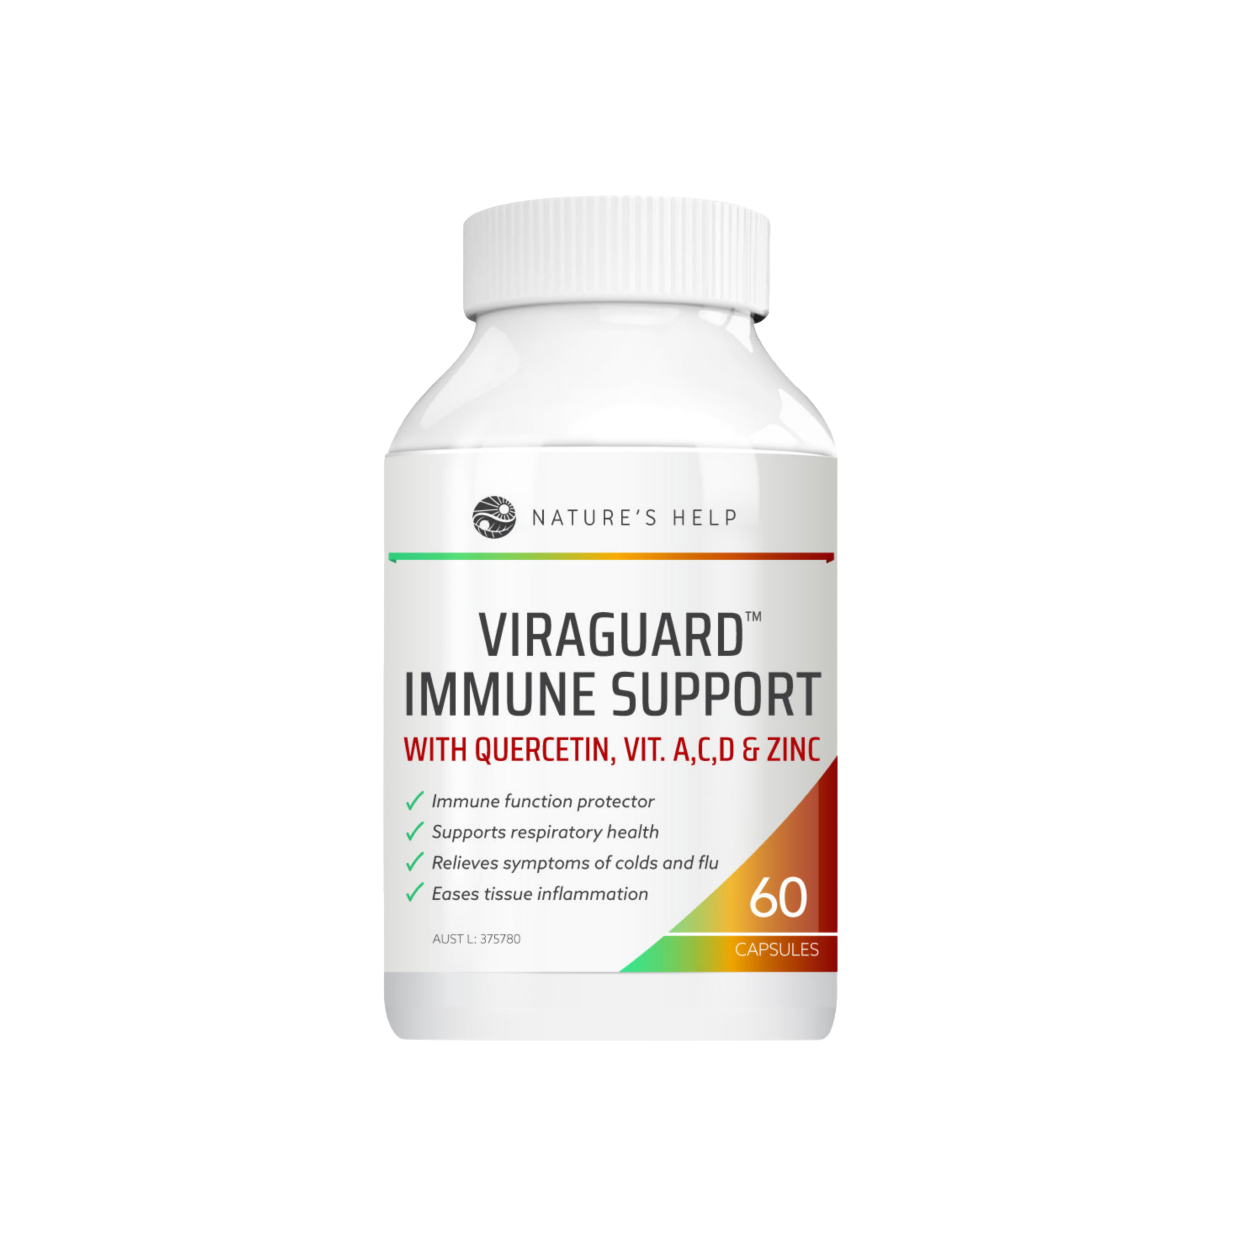 NATURE'S HELP
VIRAGUARD™
IMMUNE SUPPORT
WITH QUERCETIN, VIT. A,C,D & ZINC
✓ Immune function protector
✓ Supports respiratory health
✓ Relieves symptoms of colds and flu
✓ Eases tissue inflammation
60
AUST L: 375780
CAPSULES